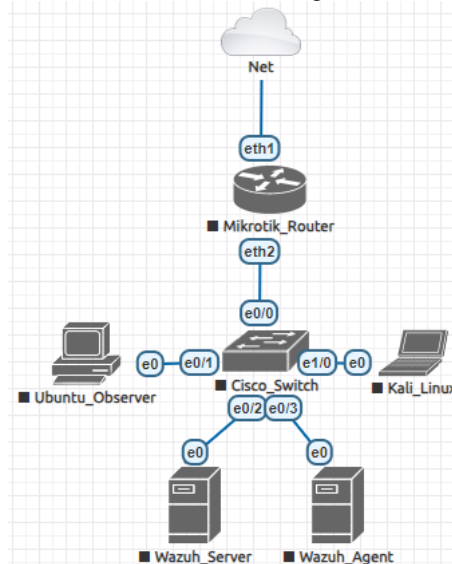 Net
eth1
Mikrotik_Router
eth2
e0/0
e0 e0/1 e1/0 e0
Ubuntu_Observer Cisco_Switch Kali_Linux
e0/2 e0/3
e0 e0
Wazuh_Server Wazuh_Agent